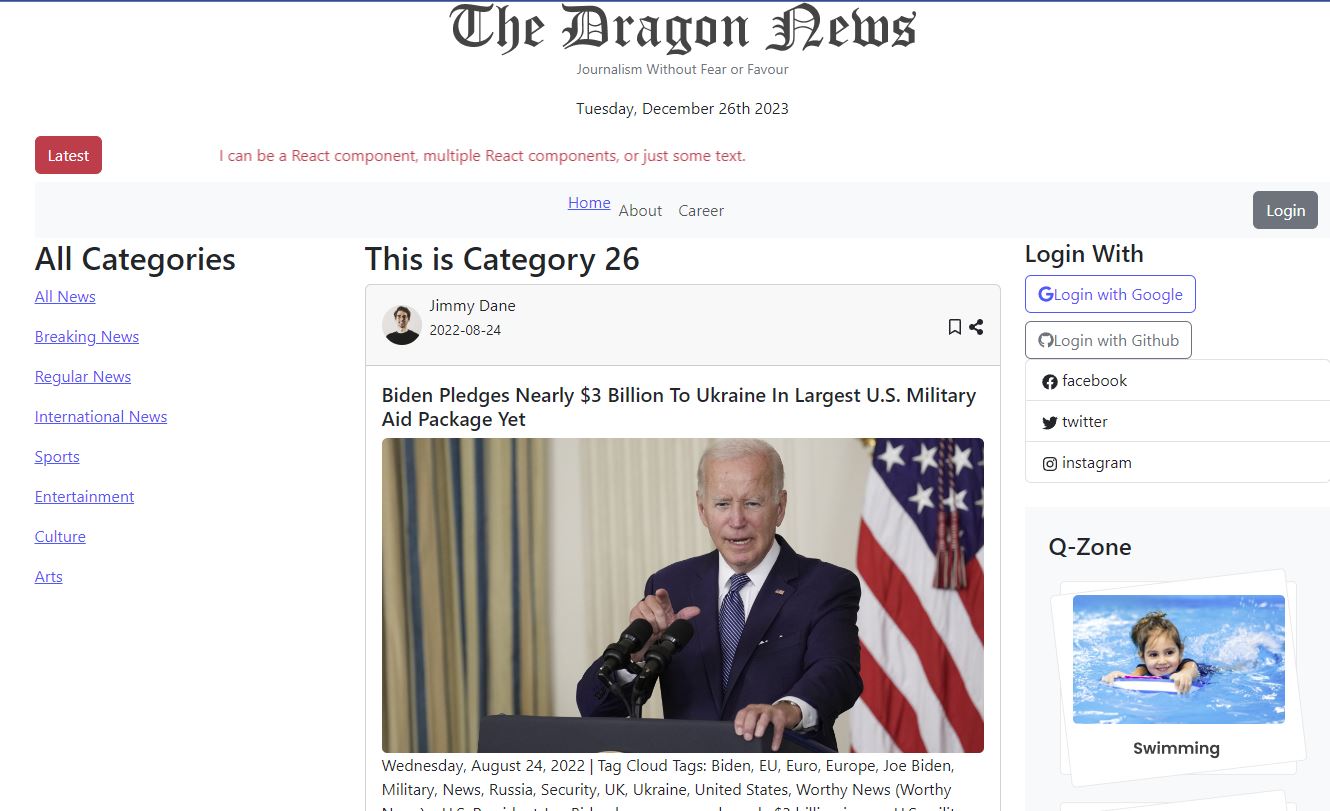 The Dragon News
Journalism Without Fear or Favour
Tuesday, December 26th 2023
Latest
I can be a React component, multiple React components, or just some text.
Home
About
Career
Login
All Categories
All News
Breaking News
Regular News
International News
Sports
Entertainment
Culture
Arts
This is Category 26
Jimmy Dane
2022-08-24
Biden Pledges Nearly $3 Billion To Ukraine In Largest U.S. Military
Aid Package Yet
Wednesday, August 24, 2022 | Tag Cloud Tags: Biden, EU, Euro, Europe, Joe Biden,
Military, News, Russia, Security, UK, Ukraine, United States, Worthy News (Worthy
Login With
Login with Google
Login with Github
facebook
twitter
instagram
Q-Zone
Swimming